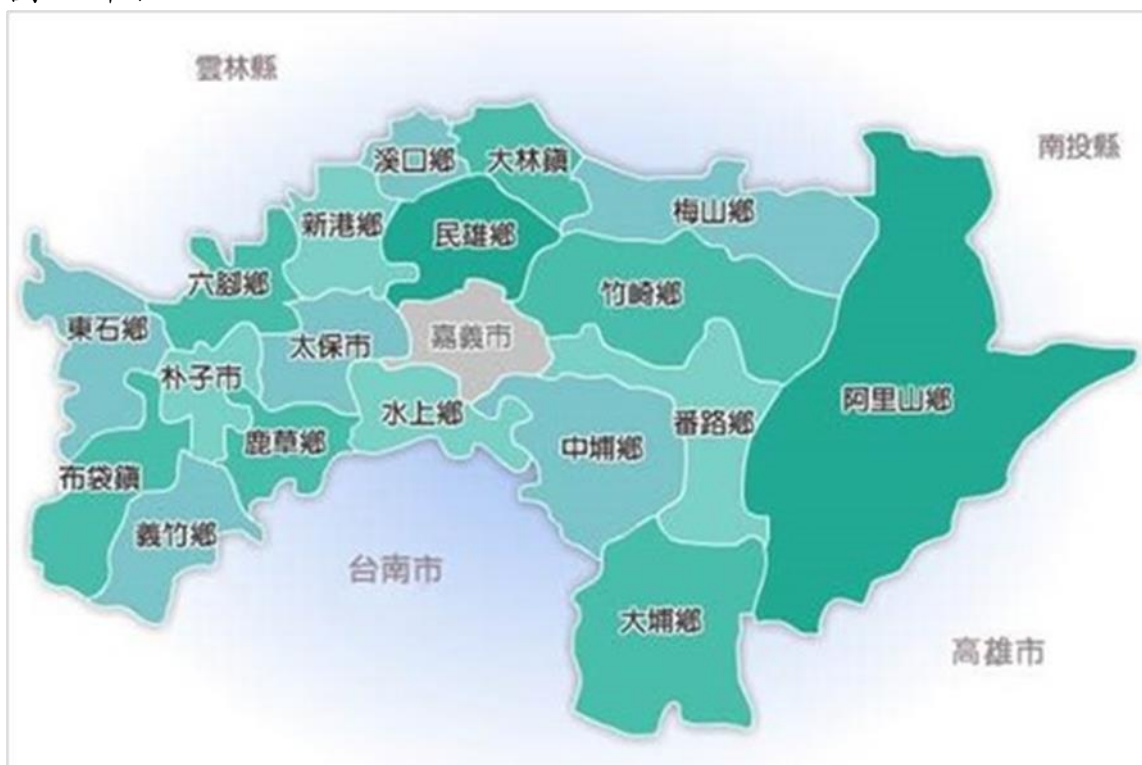 雲林縣
南投縣
溪口鄉
大林鎮
梅山鄉
新港鄉
民雄鄉
六腳鄉
竹崎鄉
東石鄉
太保市
嘉義市
朴子市
水上鄉
阿里山鄉
番路鄉
鹿草鄉
中埔鄉
布袋鎮
義竹鄉
台南市
大埔鄉
高雄市